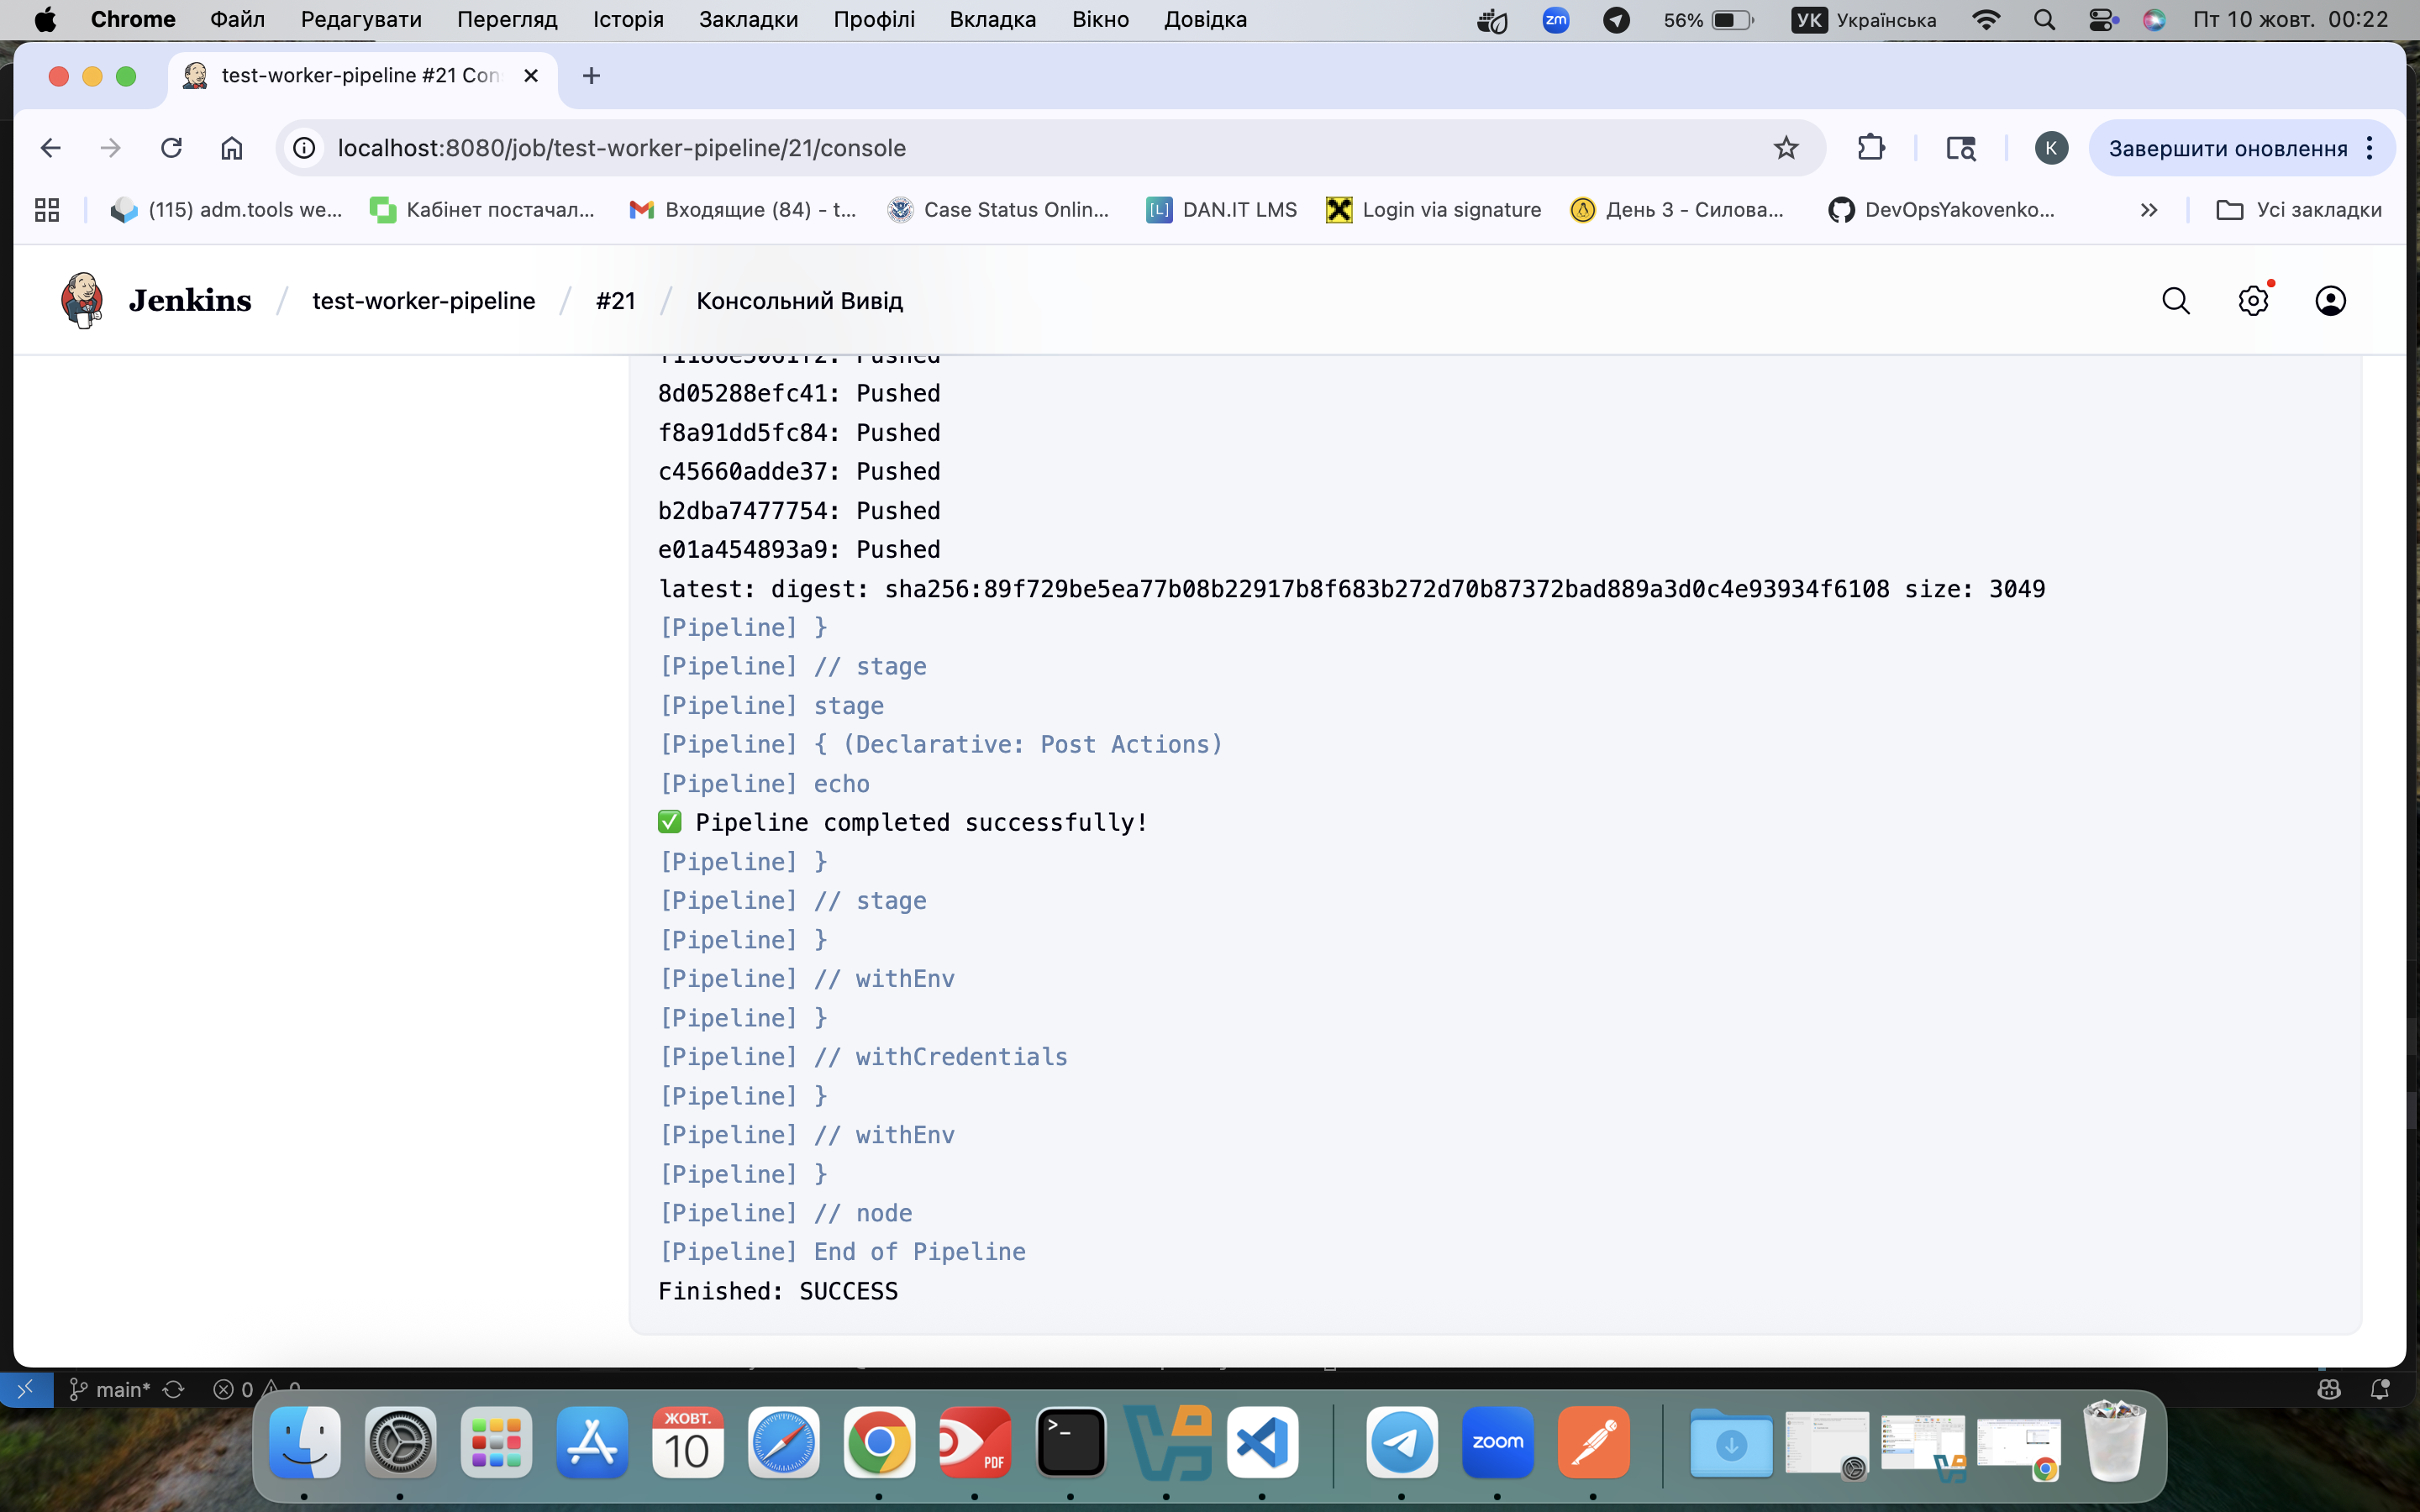 Chrome Файл Редагувати Перегляд Історія Закладки Профілі Вкладка Вікно Довідка zm 56% УК Українська Пт 10 жовт. 00:22
test-worker-pipeline #21 Con
localhost:8080/job/test-worker-pipeline/21/console K Завершити оновлення
(115) adm.tools we... Кабінет постачал... Входящие (84) - t... Case Status Onlin... [L] DAN.IT LMS Login via signature День 3 - Силова... DevOpsYakovenko... » Усі закладки
Jenkins / test-worker-pipeline / #21 / Консольний Вивід
f1186e5061f2: Pushed
8d05288efc41: Pushed
f8a91dd5fc84: Pushed
c45660adde37: Pushed
b2dba7477754: Pushed
e01a454893a9: Pushed
latest: digest: sha256:89f729be5ea77b08b22917b8f683b272d70b87372bad889a3d0c4e93934f6108 size: 3049
[Pipeline] }
[Pipeline] // stage
[Pipeline] stage
[Pipeline] { (Declarative: Post Actions)
[Pipeline] echo
✅ Pipeline completed successfully!
[Pipeline] }
[Pipeline] // stage
[Pipeline] }
[Pipeline] // withEnv
[Pipeline] }
[Pipeline] // withCredentials
[Pipeline] }
[Pipeline] // withEnv
[Pipeline] }
[Pipeline] // node
[Pipeline] End of Pipeline
Finished: SUCCESS
main* 0 0
ЖОВТ.
10
PDF
zoom